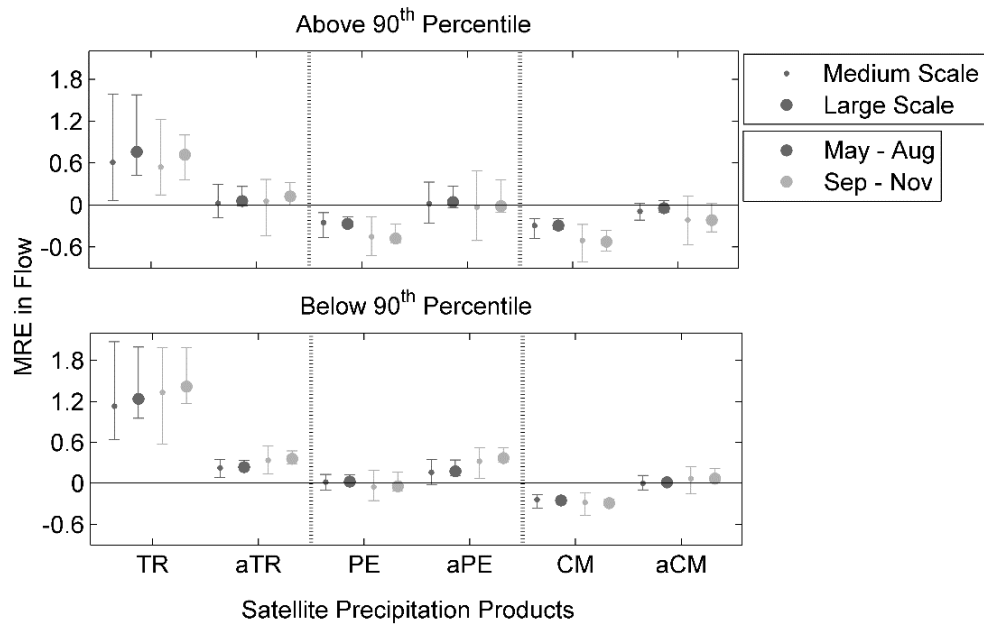 Above 90th Percentile
1.8
1.2
0.6
0
-0.6
Medium Scale
Large Scale
May - Aug
Sep - Nov
MRE in Flow
Below 90th Percentile
1.8
1.2
0.6
0
-0.6
TR aTR PE aPE CM aCM
Satellite Precipitation Products